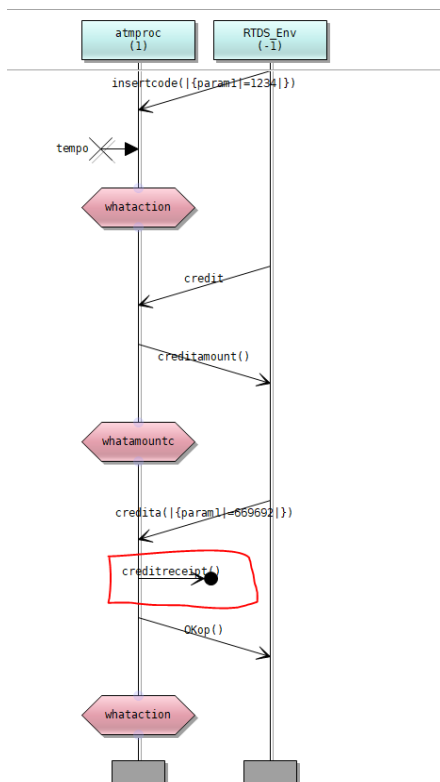 atmproc
(1)
RTDS_Env
(-1)
insertcode(|{param1|=1234|})
tempo
whataction
credit
creditamount()
whatamountc
credita(|{param1|=669692|})
creditreceipt()
OKop()
whataction